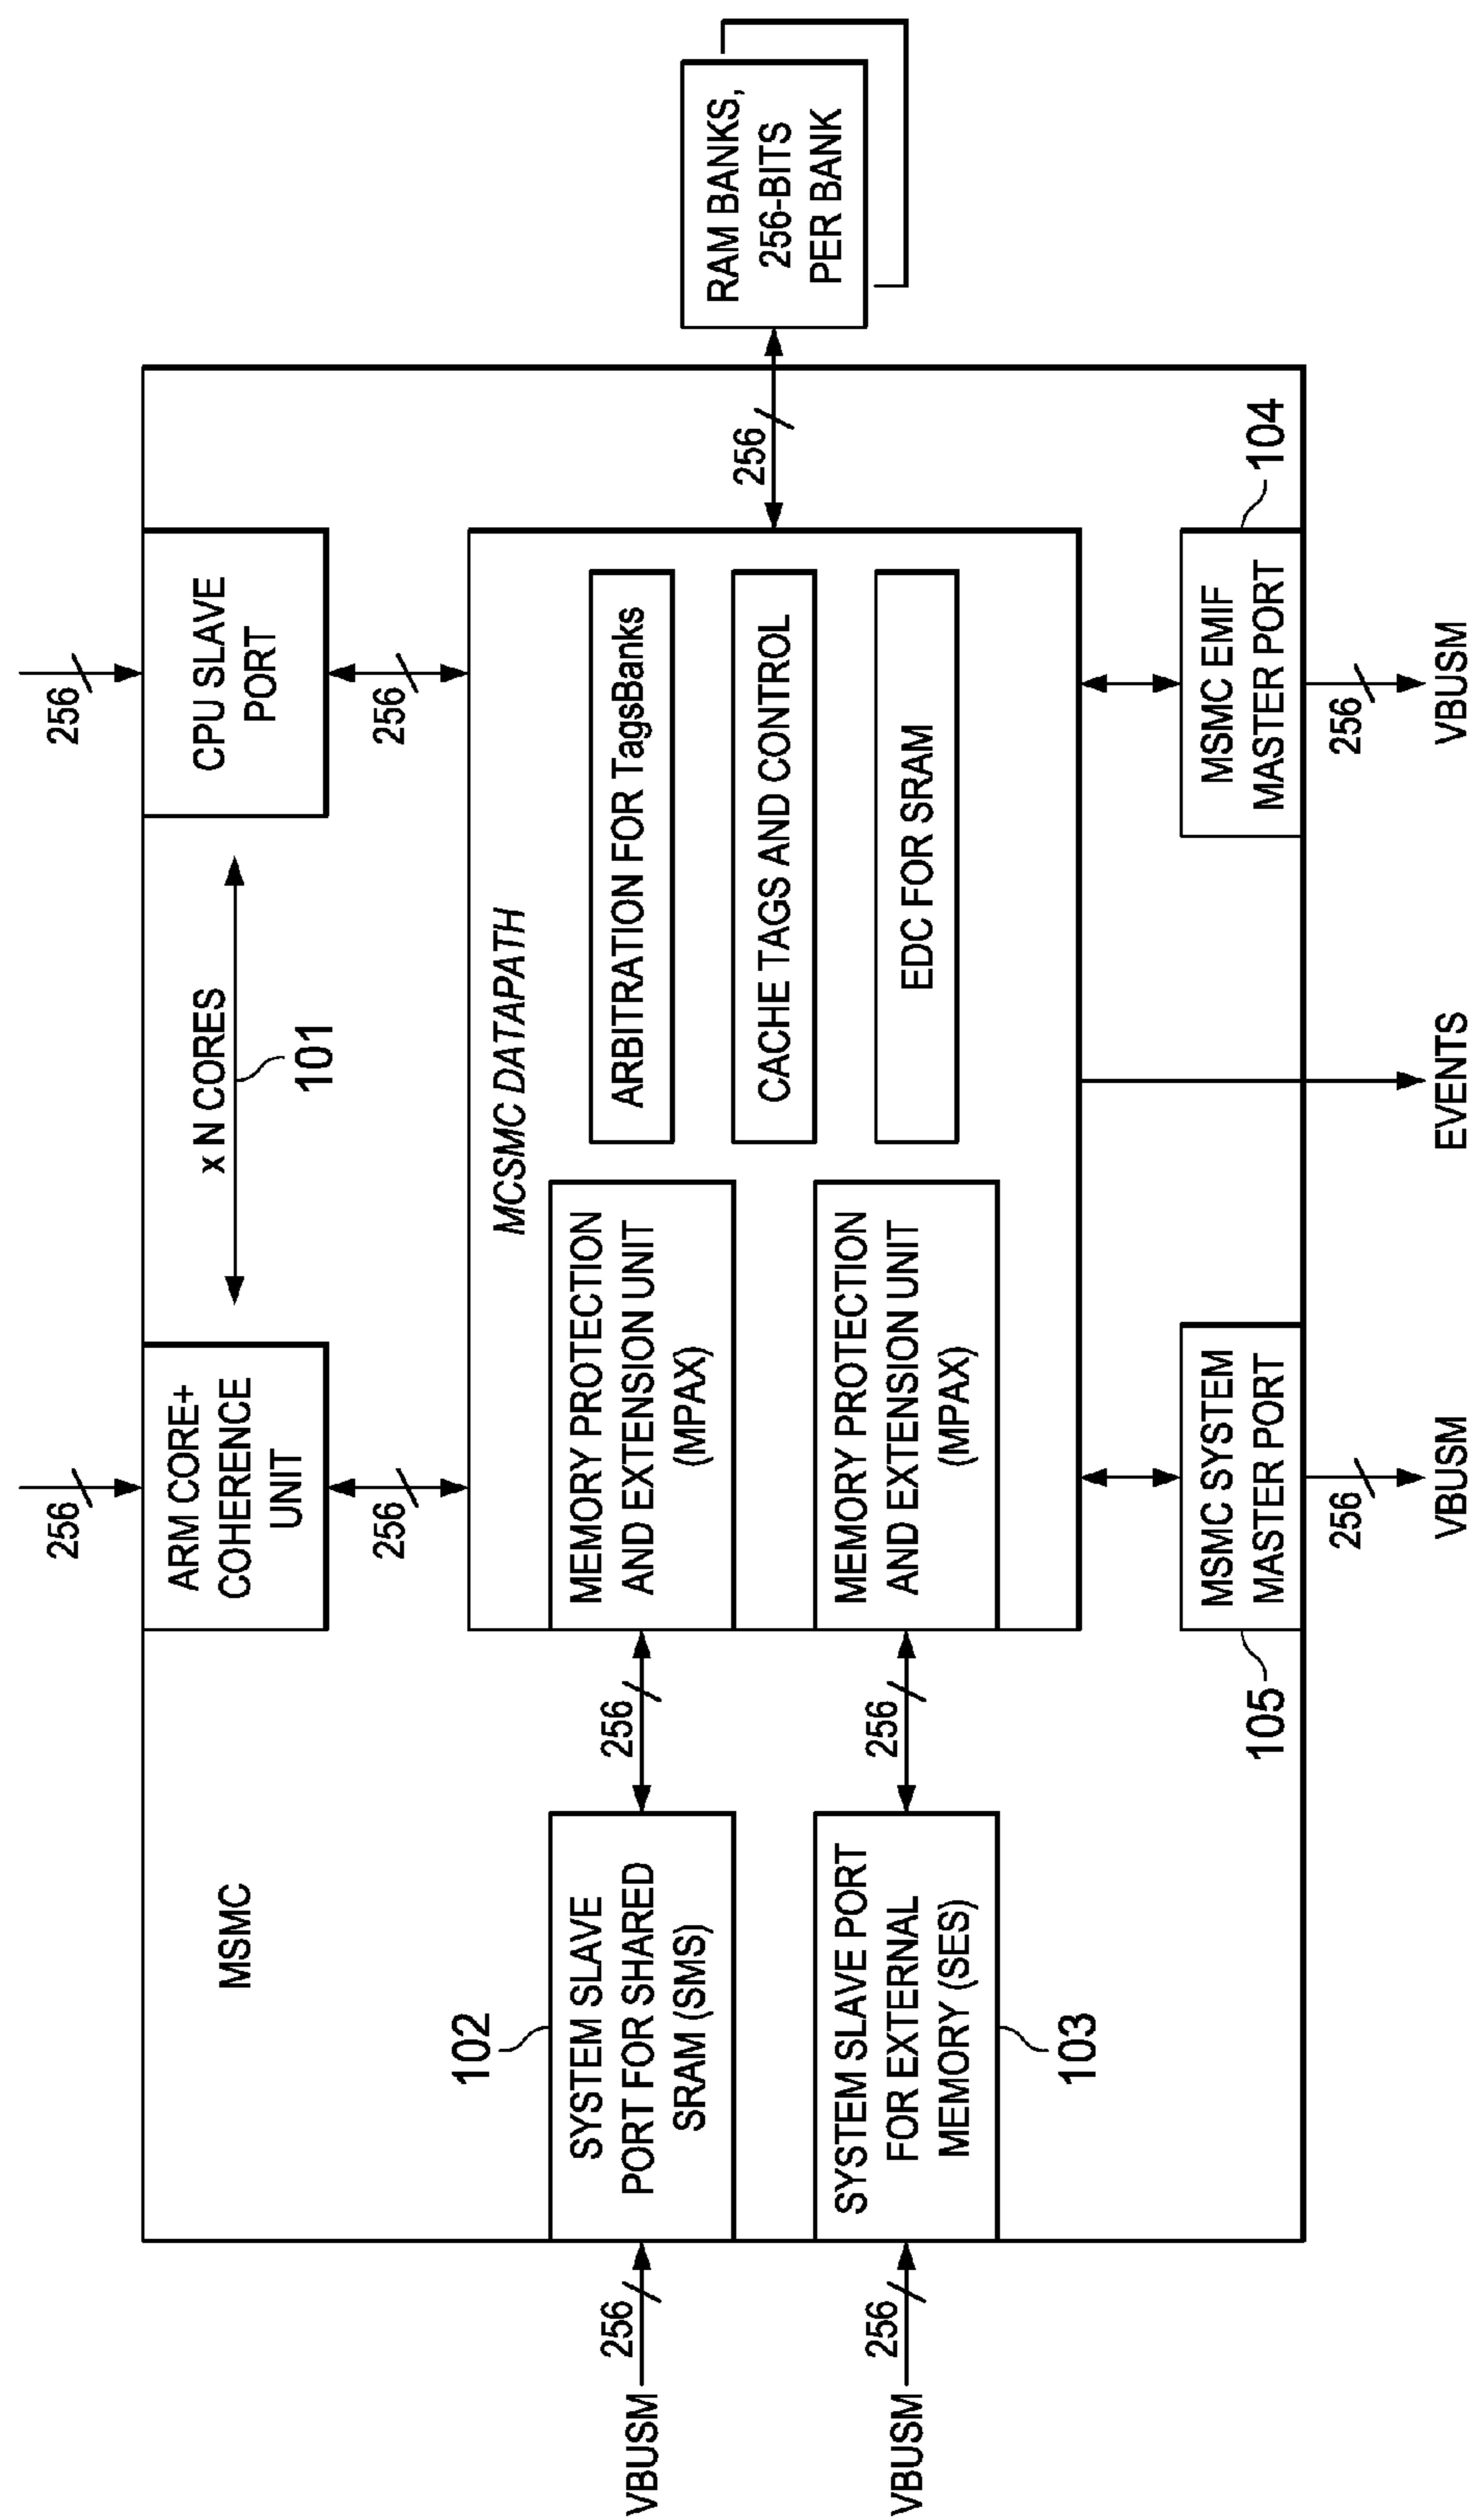 256
256
ARM CORE+
COHERENCE
UNIT
x N CORES
101
CPU SLAVE
PORT
MSMC
256
256
MCSMC DATAPATH
256
RAM BANKS,
256-BITS
PER BANK
102
VBUSM
256
SYSTEM SLAVE
PORT FOR SHARED
SRAM (SMS)
256
MEMORY PROTECTION
AND EXTENSION UNIT
(MPAX)
ARBITRATION FOR TagsBanks
CACHE TAGS AND CONTROL
EDC FOR SRAM
VBUSM
256
SYSTEM SLAVE PORT
FOR EXTERNAL
MEMORY (SES)
103
256
MEMORY PROTECTION
AND EXTENSION UNIT
(MPAX)
105
MSMC SYSTEM
MASTER PORT
MSMC EMIF
MASTER PORT
104
256
256
VBUSM
EVENTS
VBUSM